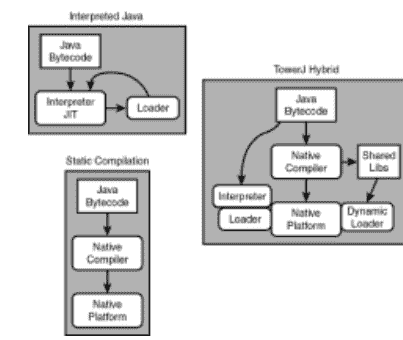 Interpreted Java
Java
Bytecode
Interpreter
JIT
Loader
Static Compilation
Java
Bytecode
Native
Compiler
Native
Platform
TowerJ Hybrid
Java
Bytecode
Native
Compiler
Shared
Libs
Interpreter
Loader
Native
Platform
Dynamic
Loader